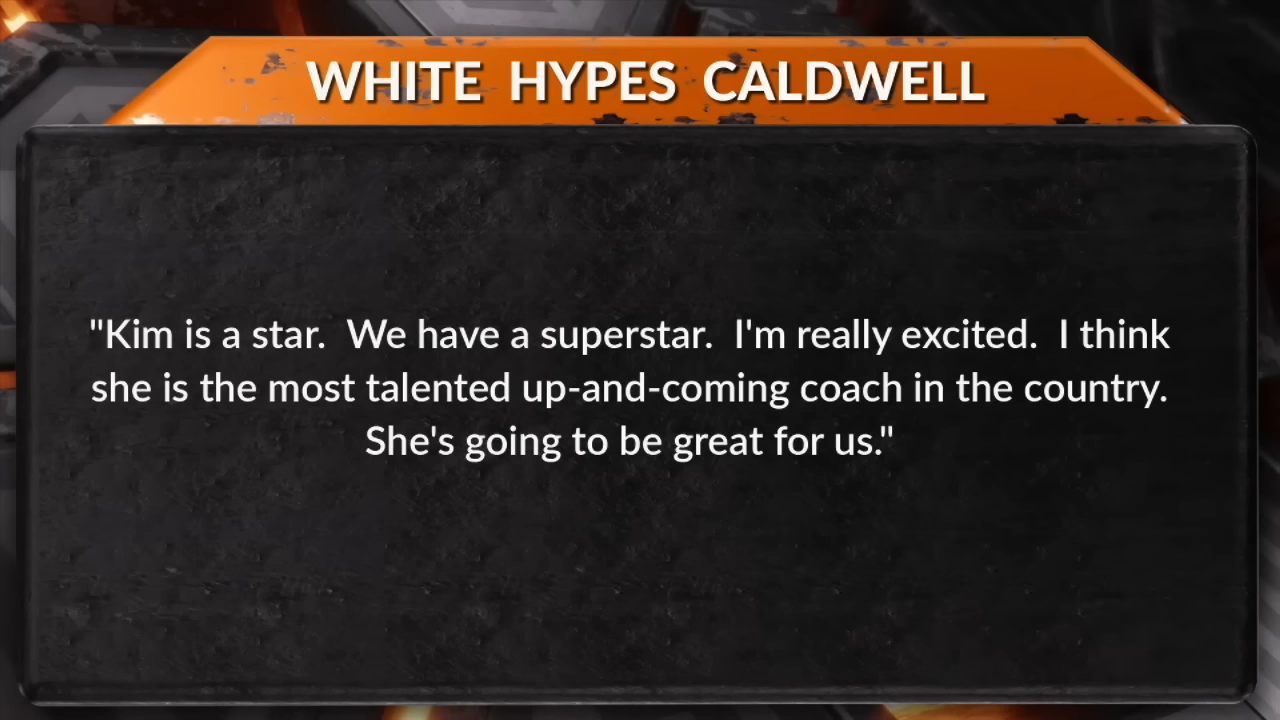 WHITE HYPES CALDWELL
"Kim is a star. We have a superstar. I'm really excited. I think
she is the most talented up-and-coming coach in the country.
She's going to be great for us."